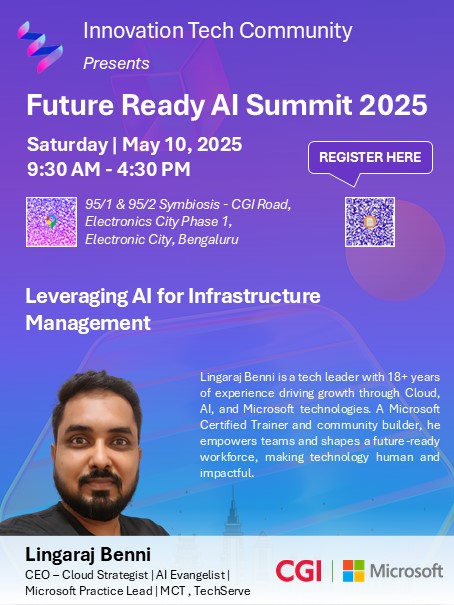 Innovation Tech Community
Presents
Future Ready AI Summit 2025
Saturday | May 10, 2025
9:30 AM - 4:30 PM
REGISTER HERE
95/1 & 95/2 Symbiosis - CGI Road,
Electronics City Phase 1,
Electronic City, Bengaluru
Leveraging AI for Infrastructure
Management
Lingaraj Benni is a tech leader with 18+ years
of experience driving growth through Cloud,
AI, and Microsoft technologies. A Microsoft
Certified Trainer and community builder, he
empowers teams and shapes a future-ready
workforce, making technology human and
impactful.
Lingaraj Benni
CEO – Cloud Strategist | AI Evangelist |
Microsoft Practice Lead | MCT , TechServe
CGI
Microsoft